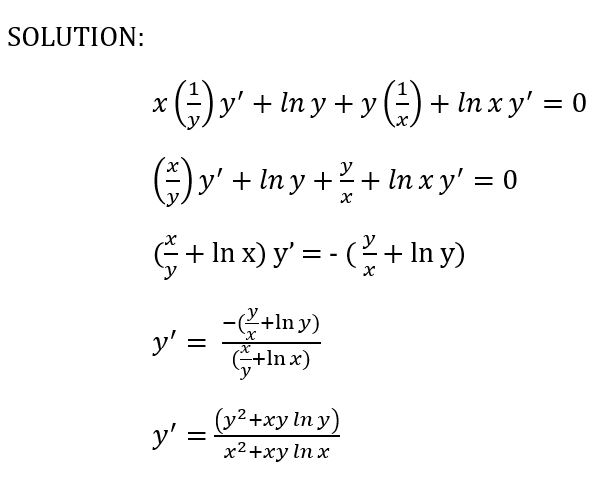 SOLUTION:
x(1/y)y′ + ln y + y(1/x) + ln x y′ = 0
(x/y)y′ + ln y + y/x + ln x y′ = 0
(x/y + ln x) y’ = - (y/x + ln y)
y′ = −(y/x+ln y)/(x/y+ln x)
y′ = (y²+xy ln y)/x²+xy ln x